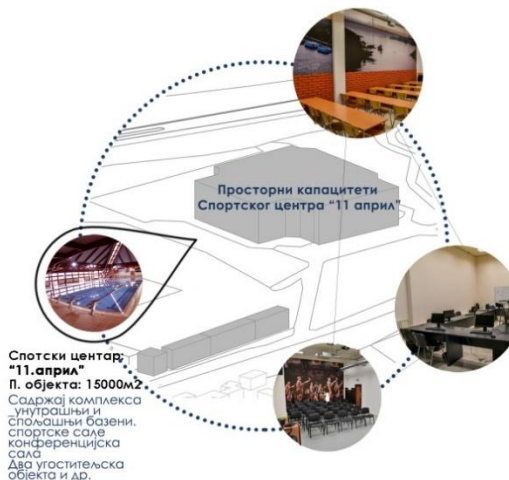 Просторни капацитети
Спортског центра “11 април”
Спотски центар:
“11.април”
П. објекта: 15000м2
Садржај комплекса
_унутрашњи и
спољашњи базени.
спортске сале
конференцијска
сала
Два угоститељска
објекта и др.